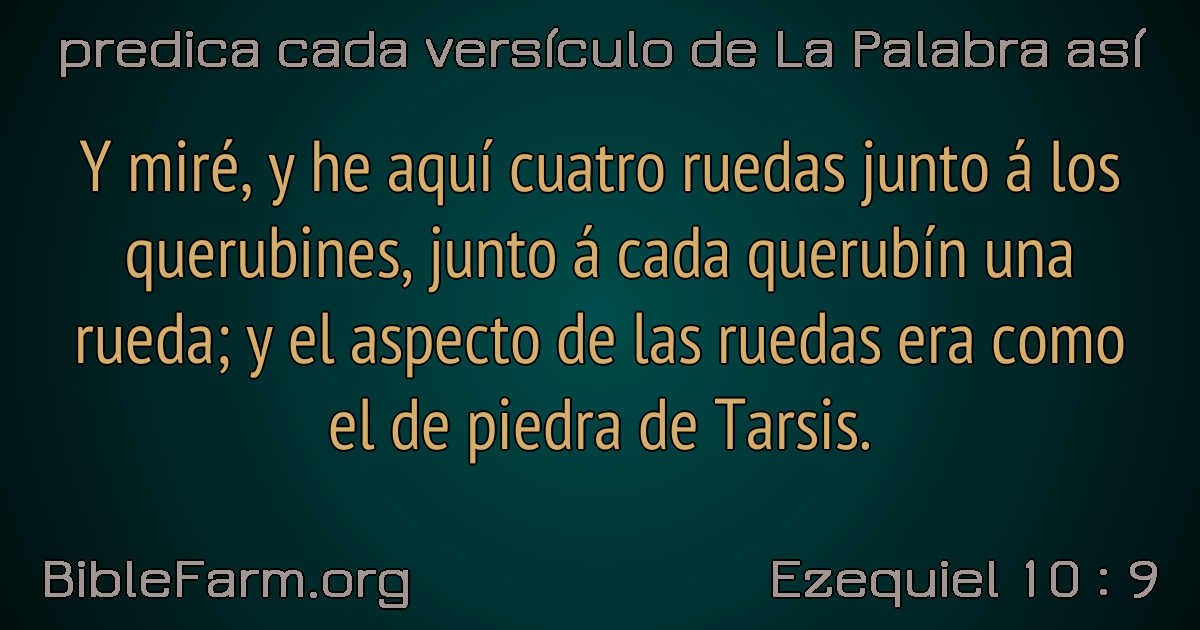 predica cada versículo de La Palabra así
Y miré, y he aquí cuatro ruedas junto á los
querubines, junto á cada querubín una
rueda; y el aspecto de las ruedas era como
el de piedra de Tarsis.
BibleFarm.org
Ezequiel 10 : 9